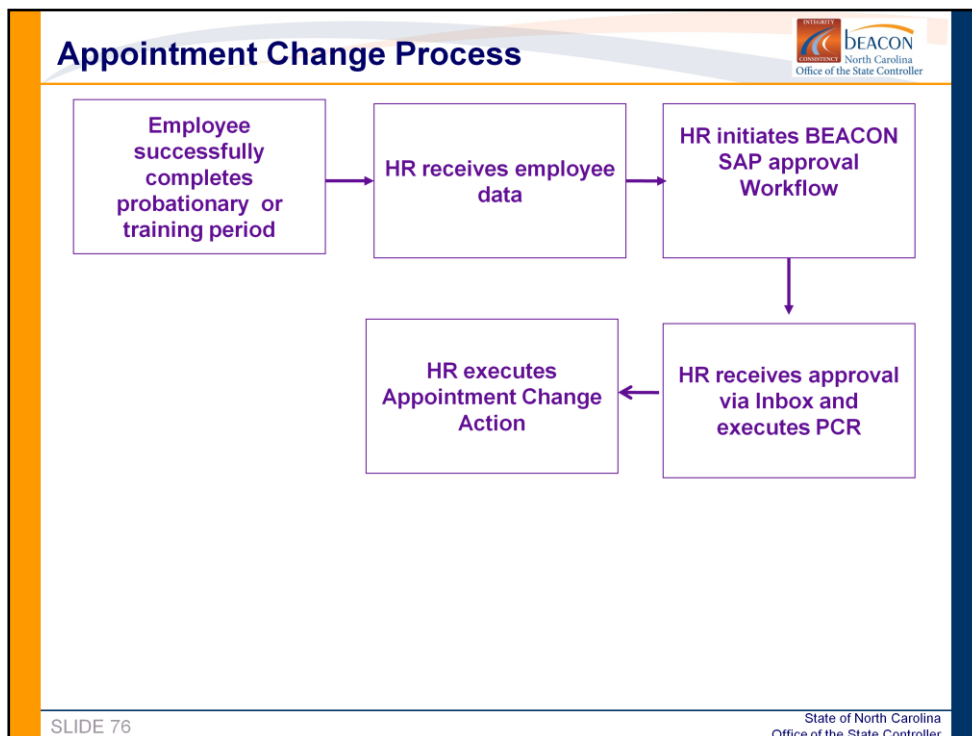 Appointment Change Process
INTEGRITY
CONSISTENCY
bEACON
North Carolina
Office of the State Controller
Employee
successfully
completes
probationary or
training period
HR receives employee
data
HR initiates BEACON
SAP approval
Workflow
HR executes
Appointment Change
Action
HR receives approval
via Inbox and
executes PCR
SLIDE 76
State of North Carolina
Office of the State Controller